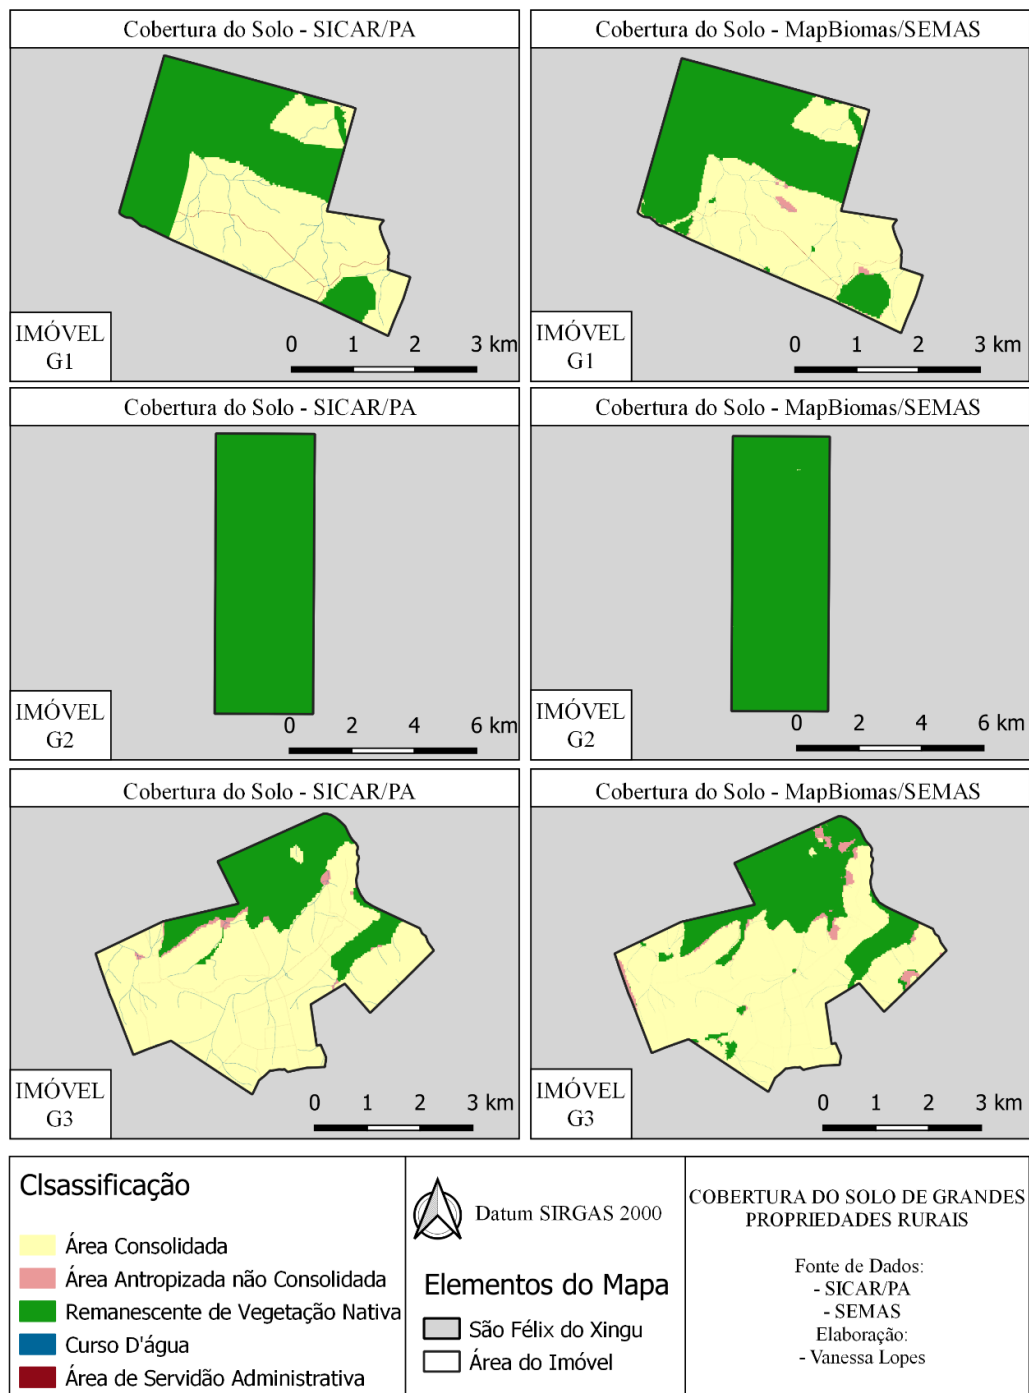 Cobertura do Solo - SICAR/PA
IMÓVEL
G1
0 1 2 3 km
Cobertura do Solo - MapBiomas/SEMAS
IMÓVEL
G1
0 1 2 3 km
Cobertura do Solo - SICAR/PA
IMÓVEL
G2
0 2 4 6 km
Cobertura do Solo - MapBiomas/SEMAS
IMÓVEL
G2
0 2 4 6 km
Cobertura do Solo - SICAR/PA
IMÓVEL
G3
0 1 2 3 km
Cobertura do Solo - MapBiomas/SEMAS
IMÓVEL
G3
0 1 2 3 km
Clsassificação
Área Consolidada
Área Antropizada não Consolidada
Remanescente de Vegetação Nativa
Curso D'água
Área de Servidão Administrativa
Datum SIRGAS 2000
Elementos do Mapa
São Félix do Xingu
Área do Imóvel
COBERTURA DO SOLO DE GRANDES
PROPRIEDADES RURAIS
Fonte de Dados:
- SICAR/PA
- SEMAS
Elaboração:
- Vanessa Lopes